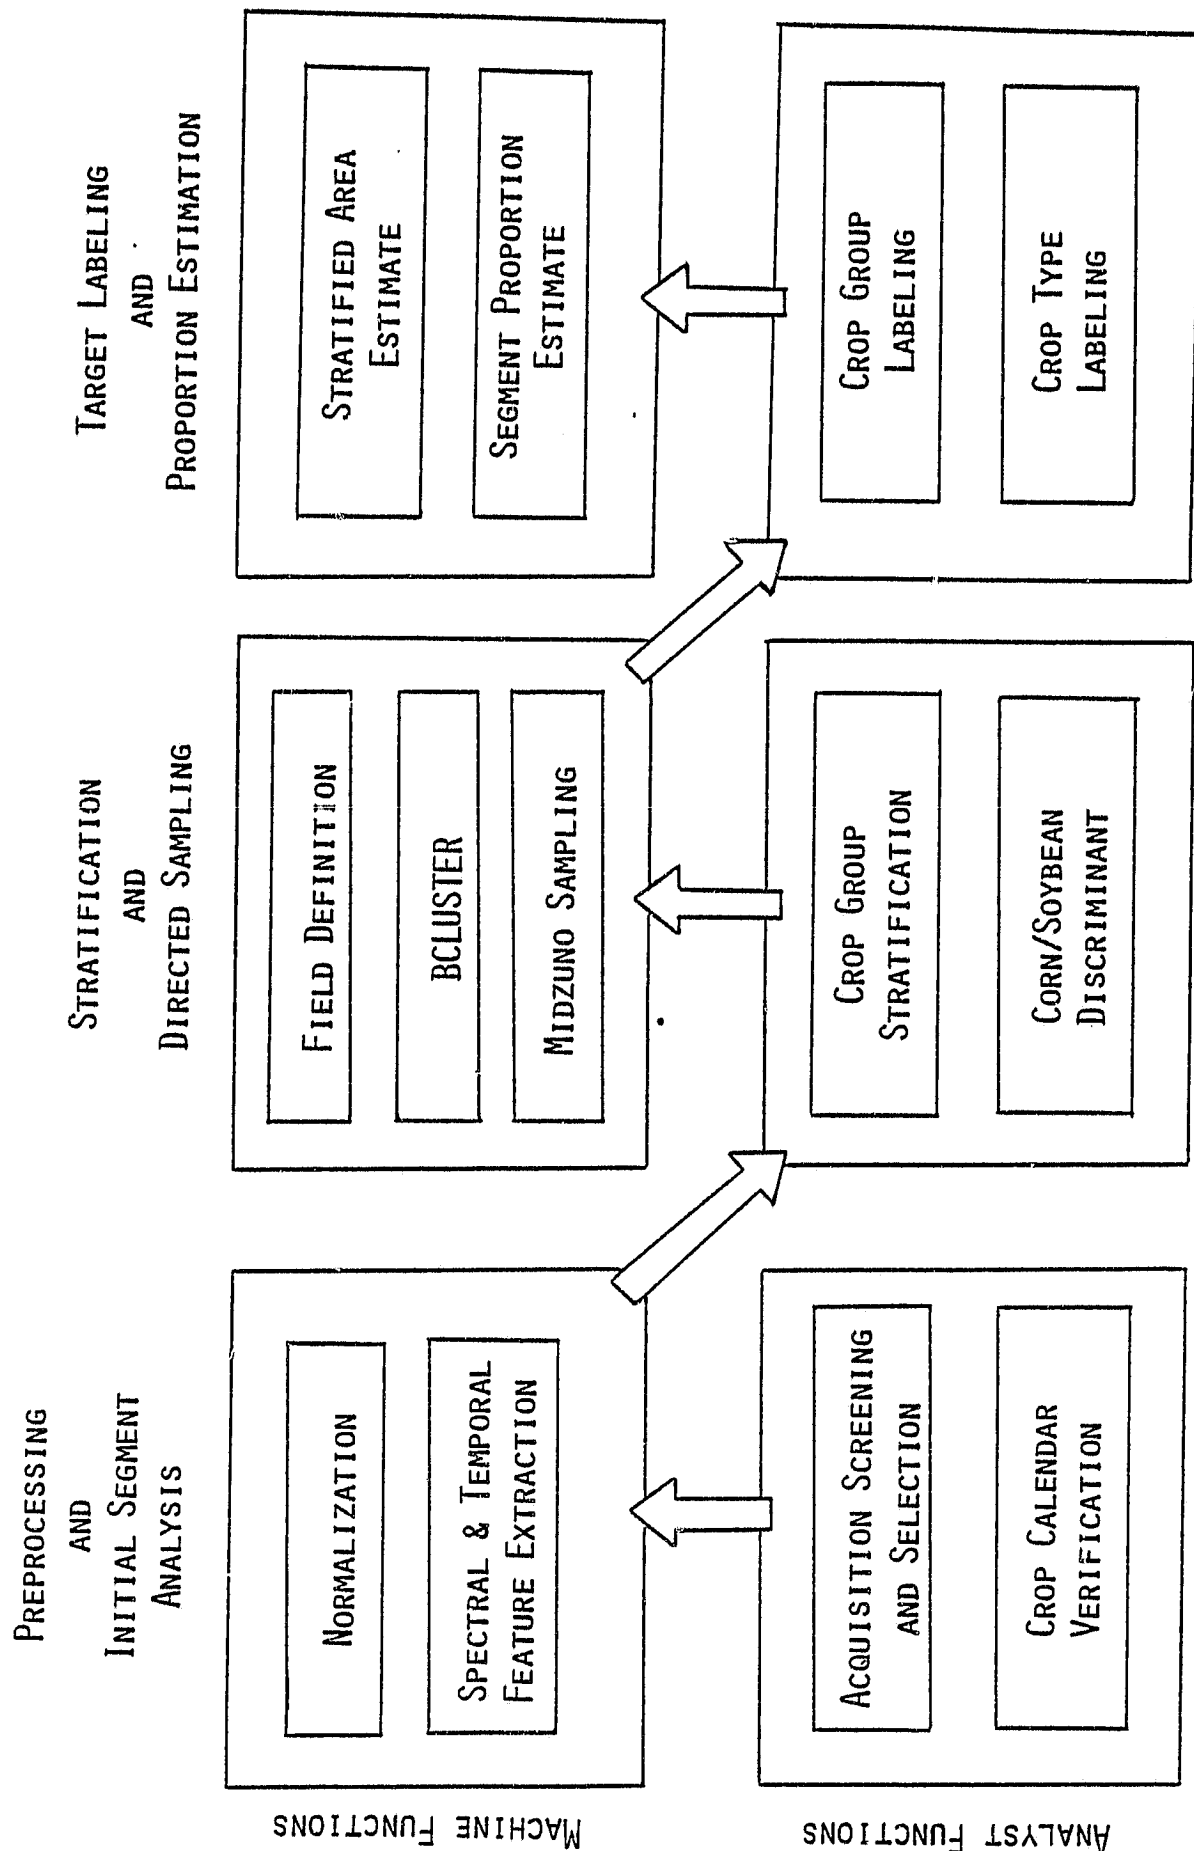 PREPROCESSING
AND
INITIAL SEGMENT
ANALYSIS
STRATIFICATION
AND
DIRECTED SAMPLING
TARGET LABELING
AND
PROPORTION ESTIMATION
MACHINE FUNCTIONS
NORMALIZATION
SPECTRAL & TEMPORAL
FEATURE EXTRACTION
FIELD DEFINITION
BCLUSTER
MIDZUNO SAMPLING
STRATIFIED AREA
ESTIMATE
SEGMENT PROPORTION
ESTIMATE
ANALYST FUNCTIONS
ACQUISITION SCREENING
AND SELECTION
CROP CALENDAR
VERIFICATION
CROP GROUP
STRATIFICATION
CORN/SOYBEAN
DISCRIMINANT
CROP GROUP
LABELING
CROP TYPE
LABELING